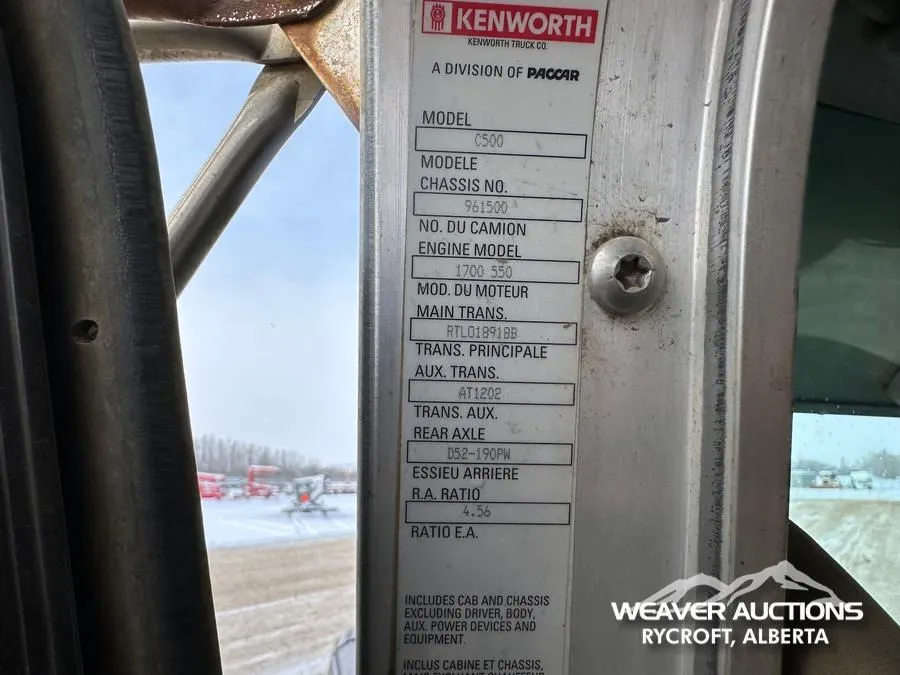 KENWORTH
KENWORTH TRUCK CO.
A DIVISION OF PACCAR
MODEL
C500
MODELE
CHASSIS NO.
961500
NO. DU CAMION
ENGINE MODEL
1700 550
MOD. DU MOTEUR
MAIN TRANS.
RTLO18918B
TRANS. PRINCIPALE
AUX. TRANS.
AT1202
TRANS. AUX.
REAR AXLE
D52-190PW
ESSIEU ARRIERE
R.A. RATIO
4.56
RATIO E.A.
INCLUDES CAB AND CHASSIS
EXCLUDING DRIVER, BODY,
AUX. POWER DEVICES AND
EQUIPMENT.
INCLUS CABINE ET CHASSIS,
WEAVER AUCTIONS
RYCROFT, ALBERTA